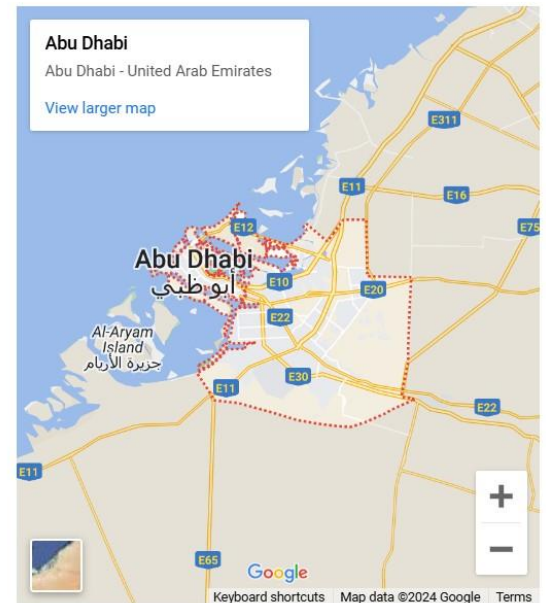 Abu Dhabi
Abu Dhabi - United Arab Emirates
View larger map
E311
E11
E16
E75
E12
Abu Dhabi
أبو ظبي
E10
E20
E22
Al-Aryam
Island
جزيرة الأريام
E30
E11
E22
E11
E65
Google
Keyboard shortcuts
Map data ©2024 Google
Terms